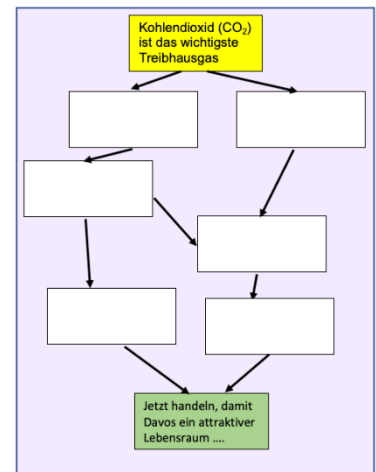 Kohlendioxid (CO₂)
ist das wichtigste
Treibhausgas
Jetzt handeln, damit
Davos ein attraktiver
Lebensraum ....